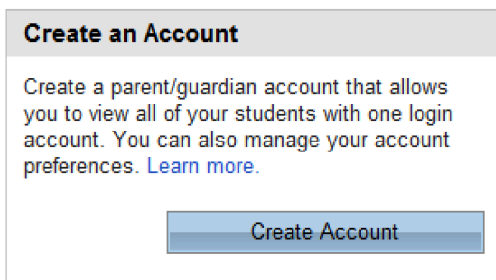 Create an Account
Create a parent/guardian account that allows
you to view all of your students with one login
account. You can also manage your account
preferences. Learn more.
Create Account